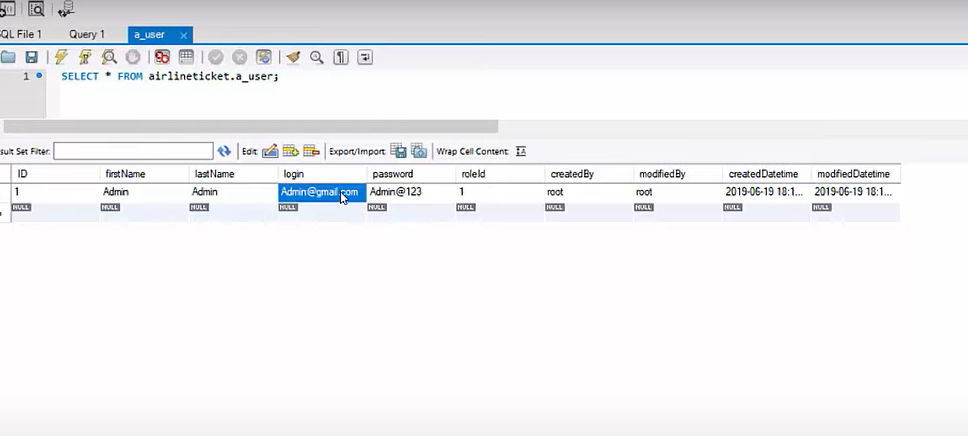 QL File 1 Query 1 a_user ×
1 SELECT * FROM airlineticket.a_user;
sult Set Filter: Edit: Export/Import: Wrap Cell Content:
ID firstName lastName login password roleId createdBy modifiedBy createdDatetime modifiedDatetime
1 Admin Admin Admin@gmail.com Admin@123 1 root root 2019-06-19 18:1... 2019-06-19 18:1...
NULL NULL NULL NULL NULL NULL NULL NULL NULL NULL